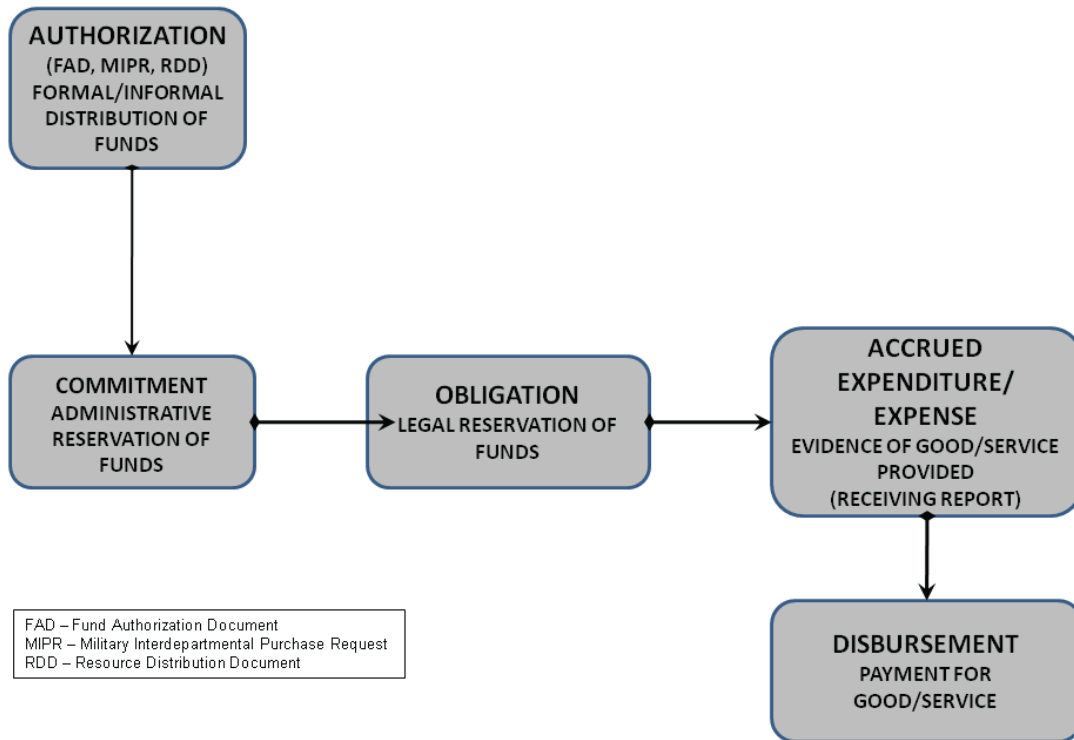 AUTHORIZATION
(FAD, MIPR, RDD)
FORMAL/INFORMAL
DISTRIBUTION OF
FUNDS
COMMITMENT
ADMINISTRATIVE
RESERVATION OF
FUNDS
OBLIGATION
LEGAL RESERVATION OF
FUNDS
ACCRUED
EXPENDITURE/
EXPENSE
EVIDENCE OF GOOD/SERVICE
PROVIDED
(RECEIVING REPORT)
DISBURSEMENT
PAYMENT FOR
GOOD/SERVICE
FAD – Fund Authorization Document
MIPR – Military Interdepartmental Purchase Request
RDD – Resource Distribution Document